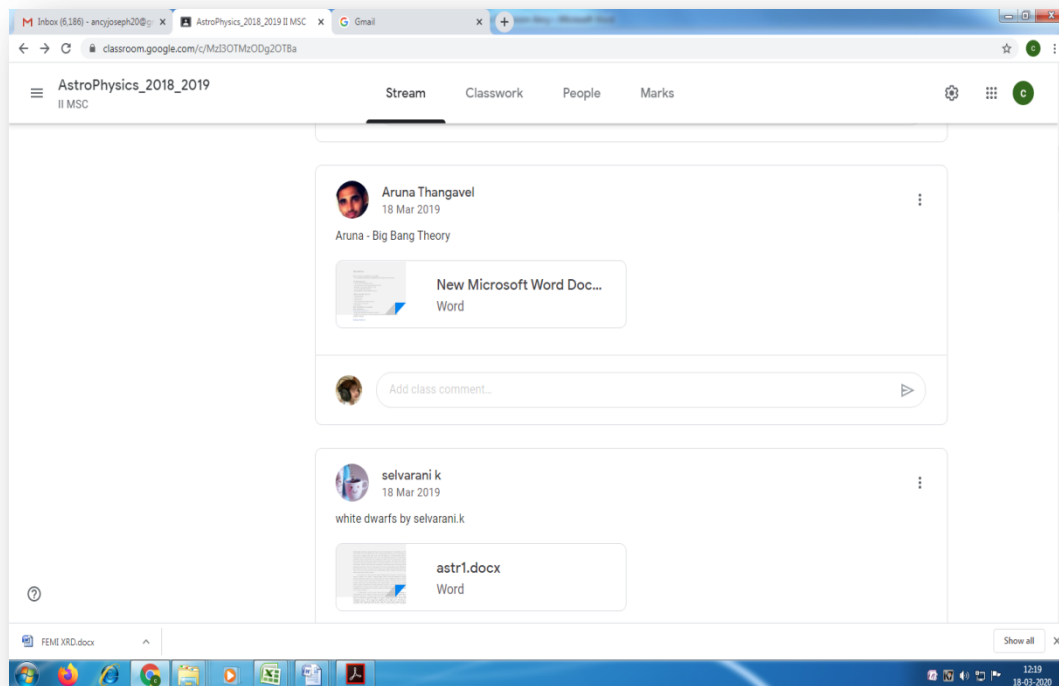 Inbox (6,186) - ancyjoseph20@g
AstroPhysics_2018_2019 II MSC
Gmail
Microsoft Word
classroom.google.com/c/MzI3OTMzODg2OTBa
AstroPhysics_2018_2019
II MSC
Stream
Classwork
People
Marks
Aruna Thangavel
18 Mar 2019
Aruna - Big Bang Theory
New Microsoft Word Doc...
Word
Add class comment...
selvarani k
18 Mar 2019
white dwarfs by selvarani.k
astr1.docx
Word
FEMI XRD.docx
Show all
12:19
18-03-2020